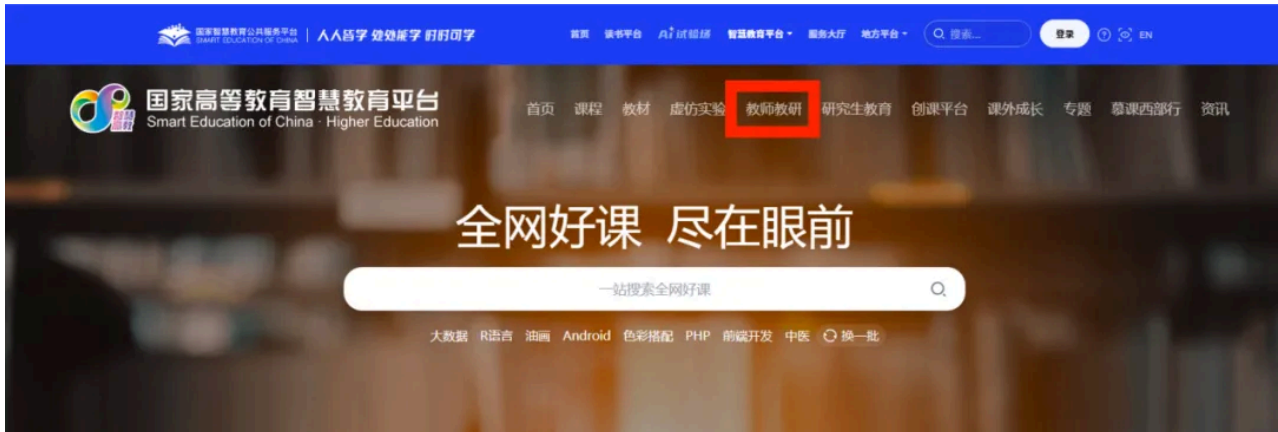 国家智慧教育公共服务平台
SMART EDUCATION OF CHINA
人人皆学 处处能学 时时可学
首页 读书平台 AI试验场 智慧教育平台 服务大厅 地方平台 搜索... 登录 EN
国家高等教育智慧教育平台
Smart Education of China · Higher Education
首页 课程 教材 虚仿实验 教师教研 研究生教育 创课平台 课外成长 专题 慕课西部行 资讯
全网好课 尽在眼前
一站搜索全网好课
大数据 R语言 油画 Android 色彩搭配 PHP 前端开发 中医 换一批